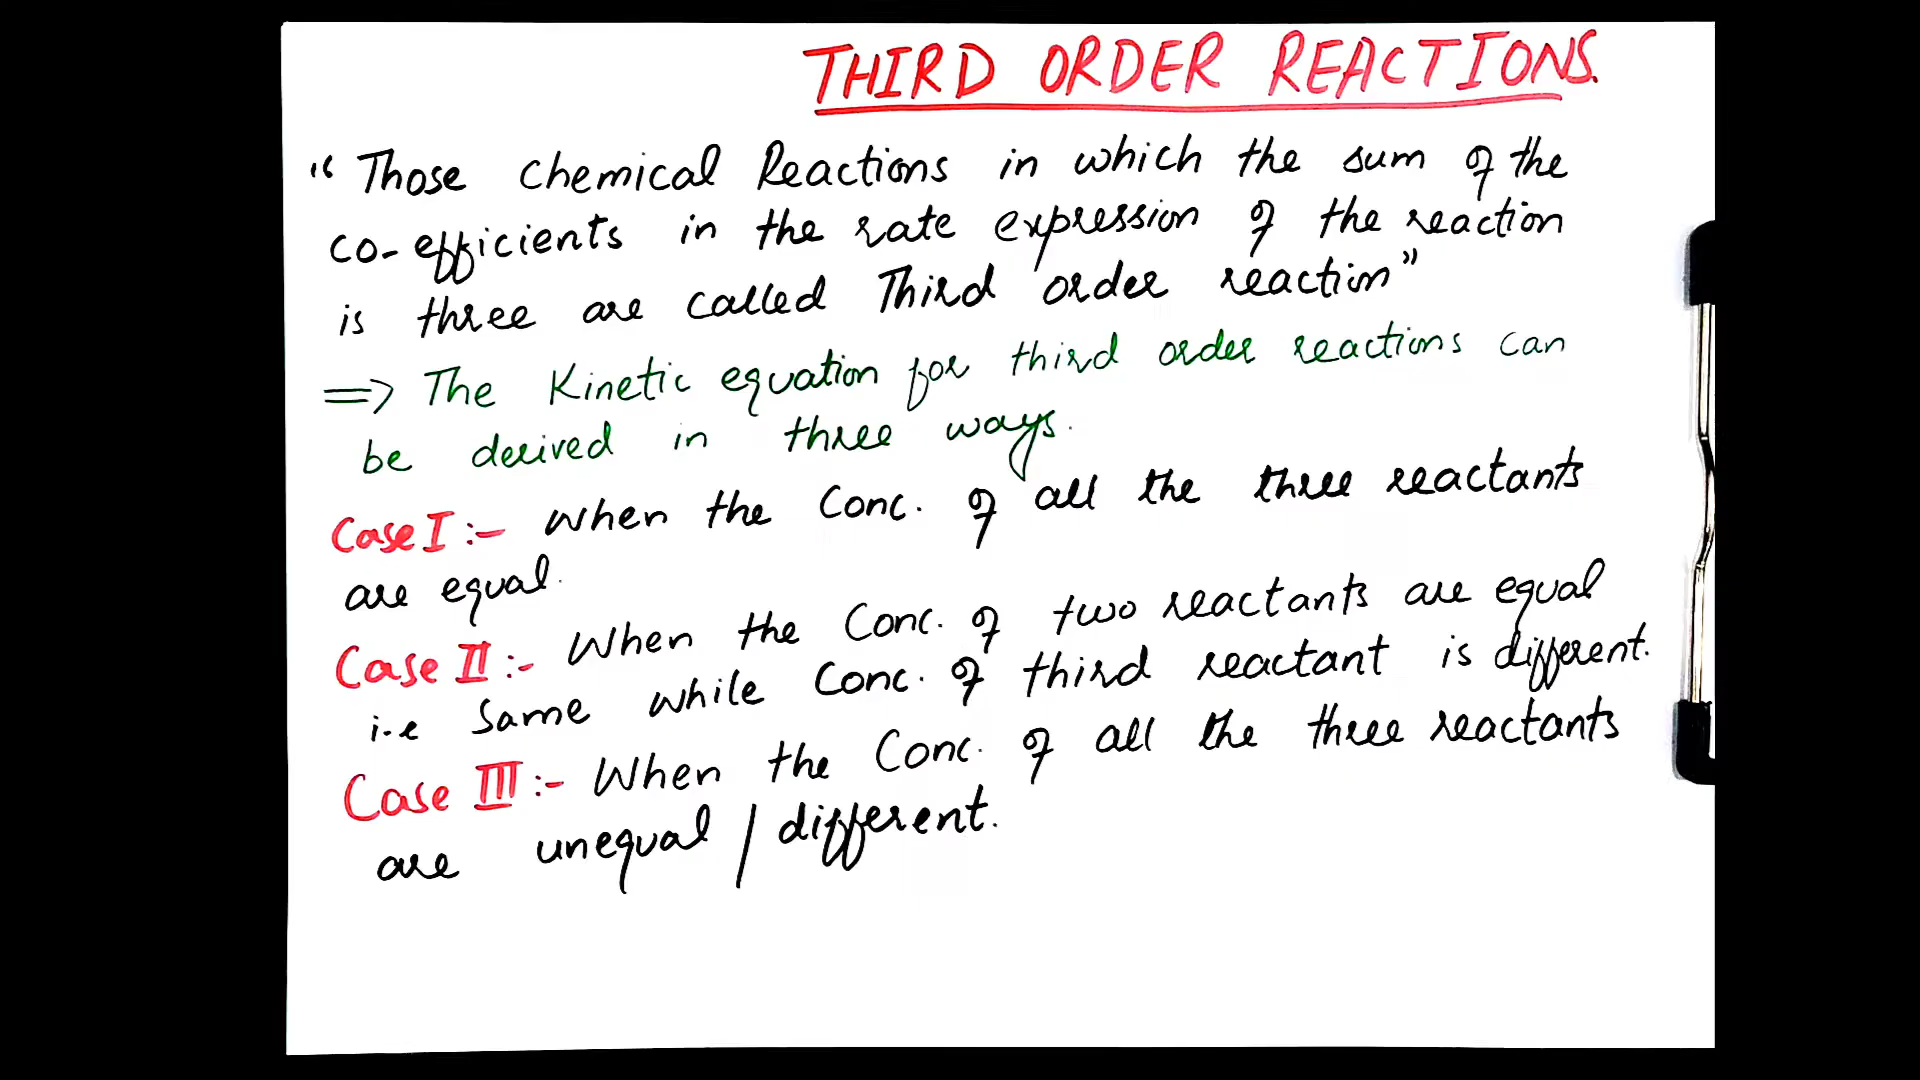 THIRD ORDER REACTIONS.
"Those Chemical Reactions in which the sum of the
co-efficients in the rate expression of the reaction
is three are called Third order reaction"
=> The Kinetic equation for third order reactions can
be derived in three ways.
Case I :- When the Conc. of all the three reactants
are equal.
Case II :- When the Conc. of two reactants are equal
i.e Same while Conc. of third reactant is different.
Case III :- When the Conc. of all the three reactants
are unequal / different.